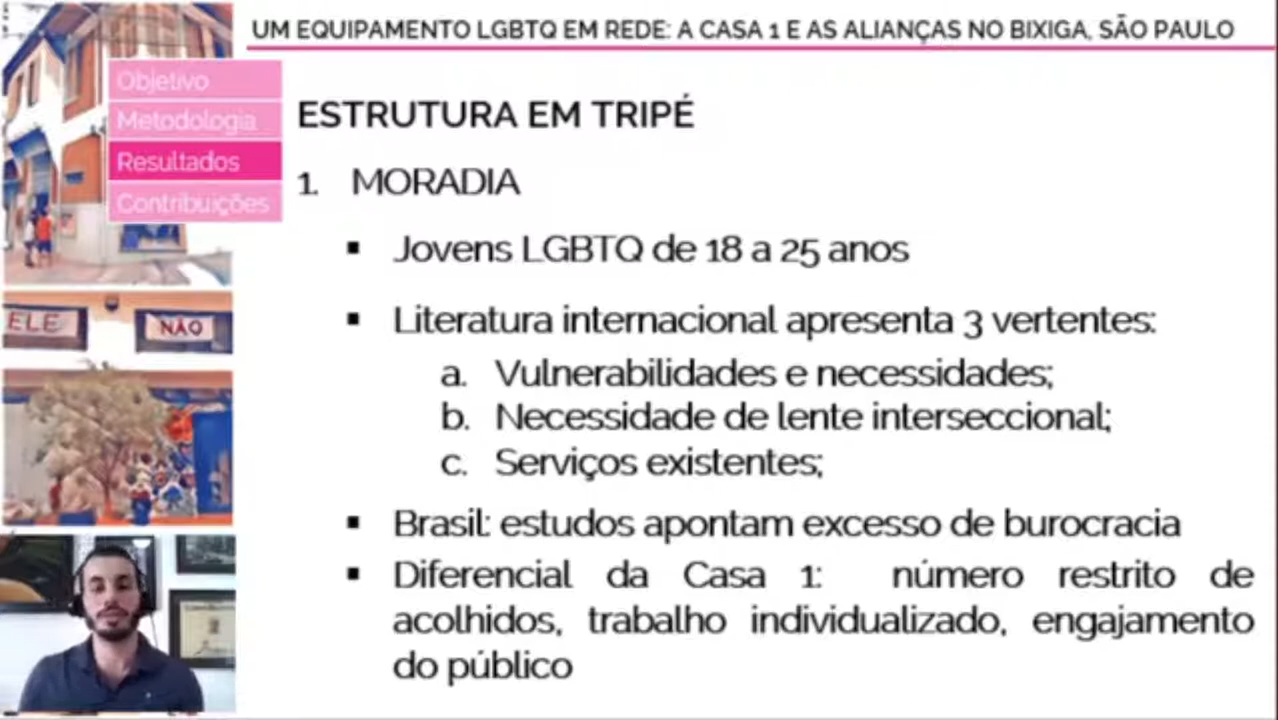 UM EQUIPAMENTO LGBTQ EM REDE: A CASA 1 E AS ALIANÇAS NO BIXIGA, SÃO PAULO
Objetivo
Metodologia
Resultados
Contribuições
ELE NÃO
ESTRUTURA EM TRIPÉ
1. MORADIA
▪ Jovens LGBTQ de 18 a 25 anos
▪ Literatura internacional apresenta 3 vertentes:
a. Vulnerabilidades e necessidades;
b. Necessidade de lente interseccional;
c. Serviços existentes;
▪ Brasil: estudos apontam excesso de burocracia
▪ Diferencial da Casa 1: número restrito de
acolhidos, trabalho individualizado, engajamento
do público